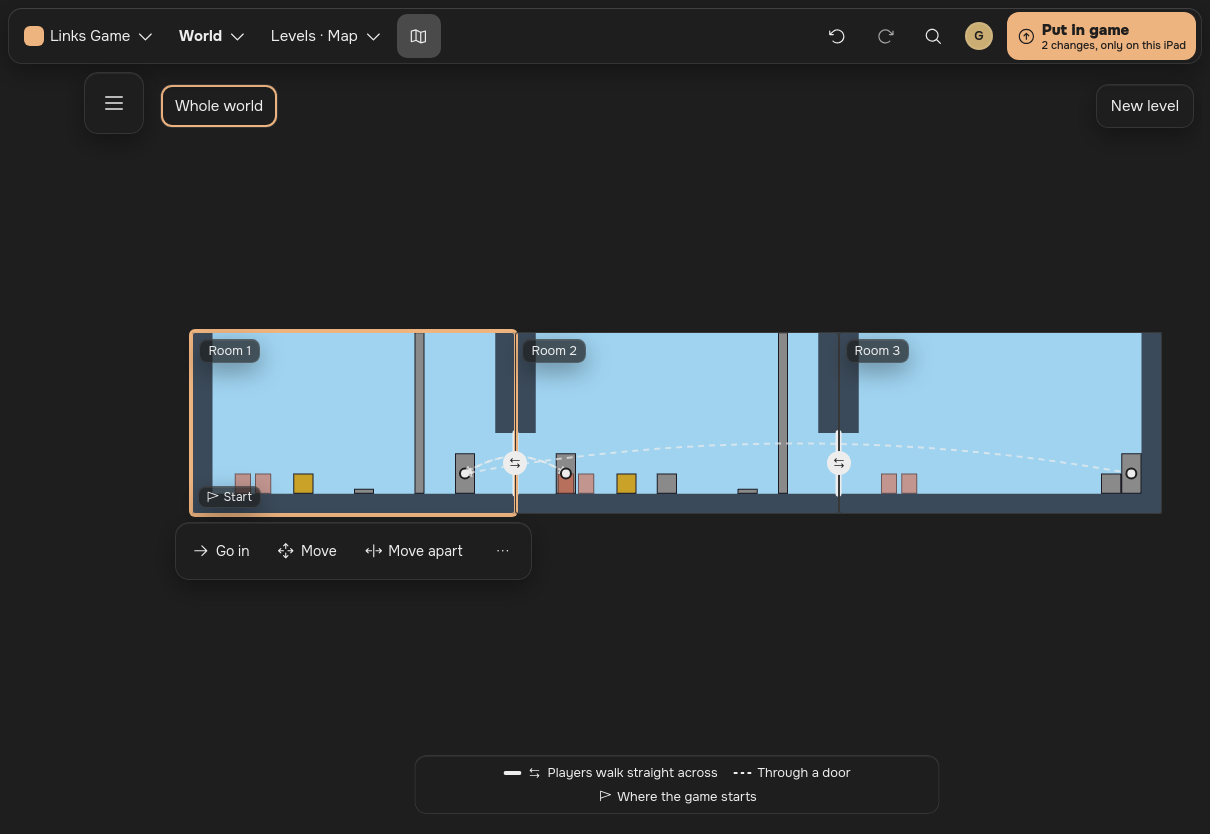 Links Game
World
Levels · Map
G
Put in game
2 changes, only on this iPad
Whole world
New level
Room 1
Room 2
Room 3
Start
Go in
Move
Move apart
···
Players walk straight across
Through a door
Where the game starts